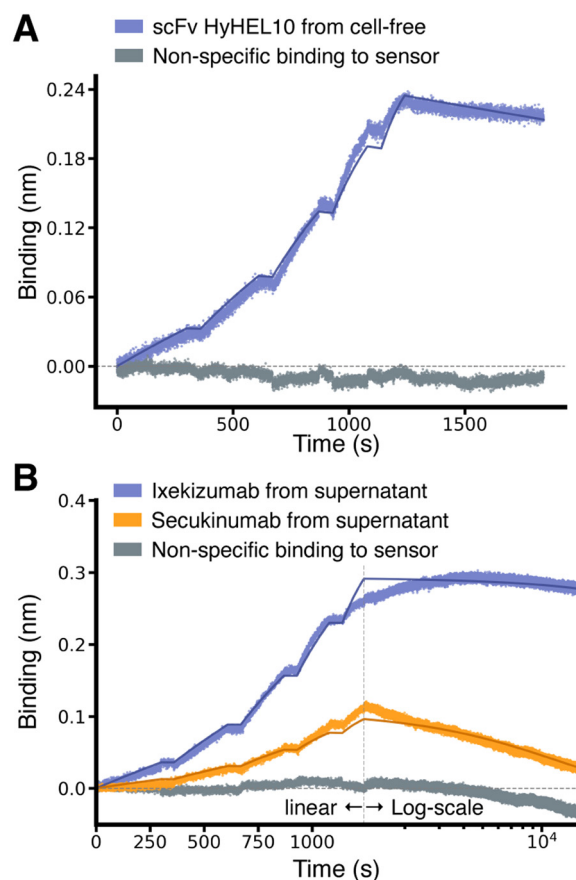 A
scFv HyHEL10 from cell-free
Non-specific binding to sensor
Binding (nm)
0.24
0.18
0.12
0.06
0.00
0 500 1000 1500
Time (s)
B
Ixekizumab from supernatant
Secukinumab from supernatant
Non-specific binding to sensor
Binding (nm)
0.4
0.3
0.2
0.1
0.0
linear ←→ Log-scale
0 250 500 750 1000 10⁴
Time (s)